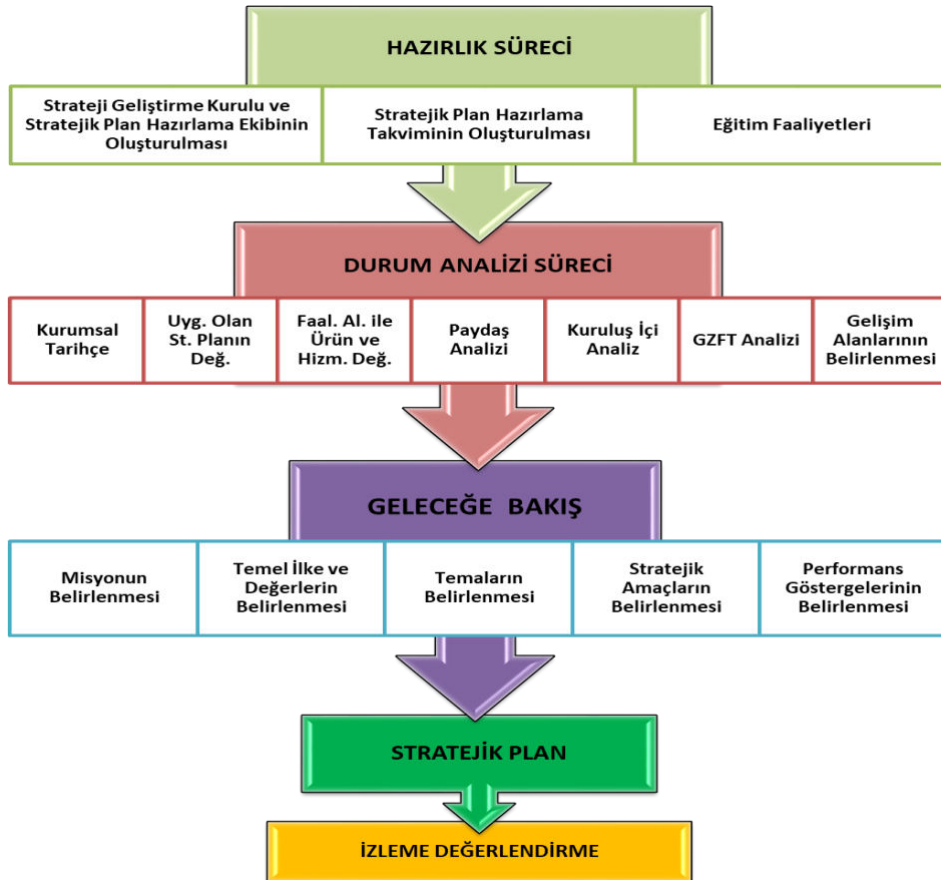 HAZIRLIK SÜRECİ
Strateji Geliştirme Kurulu ve
Stratejik Plan Hazırlama Ekibinin
Oluşturulması
Stratejik Plan Hazırlama
Takviminin Oluşturulması
Eğitim Faaliyetleri
DURUM ANALİZİ SÜRECİ
Kurumsal
Tarihçe
Uyg. Olan
St. Planın
Değ.
Faal. Al. ile
Ürün ve
Hizm. Değ.
Paydaş
Analizi
Kuruluş İçi
Analiz
GZFT Analizi
Gelişim
Alanlarının
Belirlenmesi
GELECEĞE BAKIŞ
Misyonun
Belirlenmesi
Temel İlke ve
Değerlerin
Belirlenmesi
Temaların
Belirlenmesi
Stratejik
Amaçların
Belirlenmesi
Performans
Göstergelerinin
Belirlenmesi
STRATEJİK PLAN
İZLEME DEĞERLENDİRME